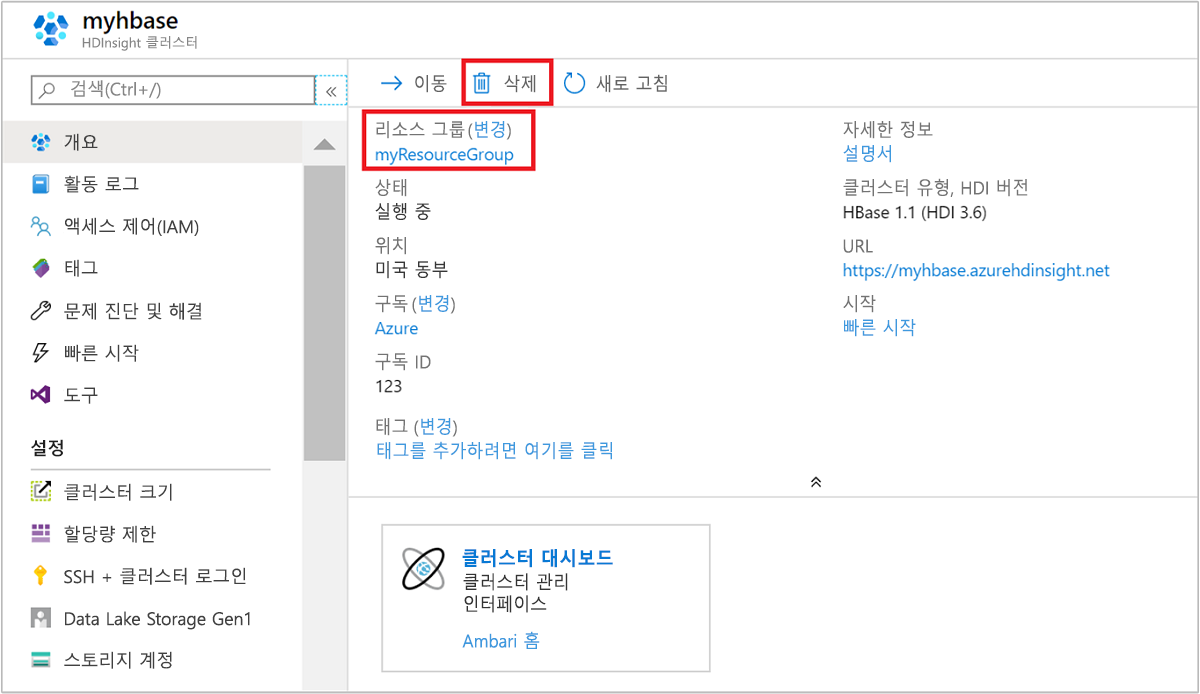 myhbase
HDInsight 클러스터
검색(Ctrl+/)
«
개요
활동 로그
액세스 제어(IAM)
태그
문제 진단 및 해결
빠른 시작
도구
설정
클러스터 크기
할당량 제한
SSH + 클러스터 로그인
Data Lake Storage Gen1
스토리지 계정
이동
삭제
새로 고침
리소스 그룹(변경)
myResourceGroup
상태
실행 중
위치
미국 동부
구독(변경)
Azure
구독 ID
123
태그 (변경)
태그를 추가하려면 여기를 클릭
자세한 정보
설명서
클러스터 유형, HDI 버전
HBase 1.1 (HDI 3.6)
URL
https://myhbase.azurehdinsight.net
시작
빠른 시작
클러스터 대시보드
클러스터 관리
인터페이스
Ambari 홈